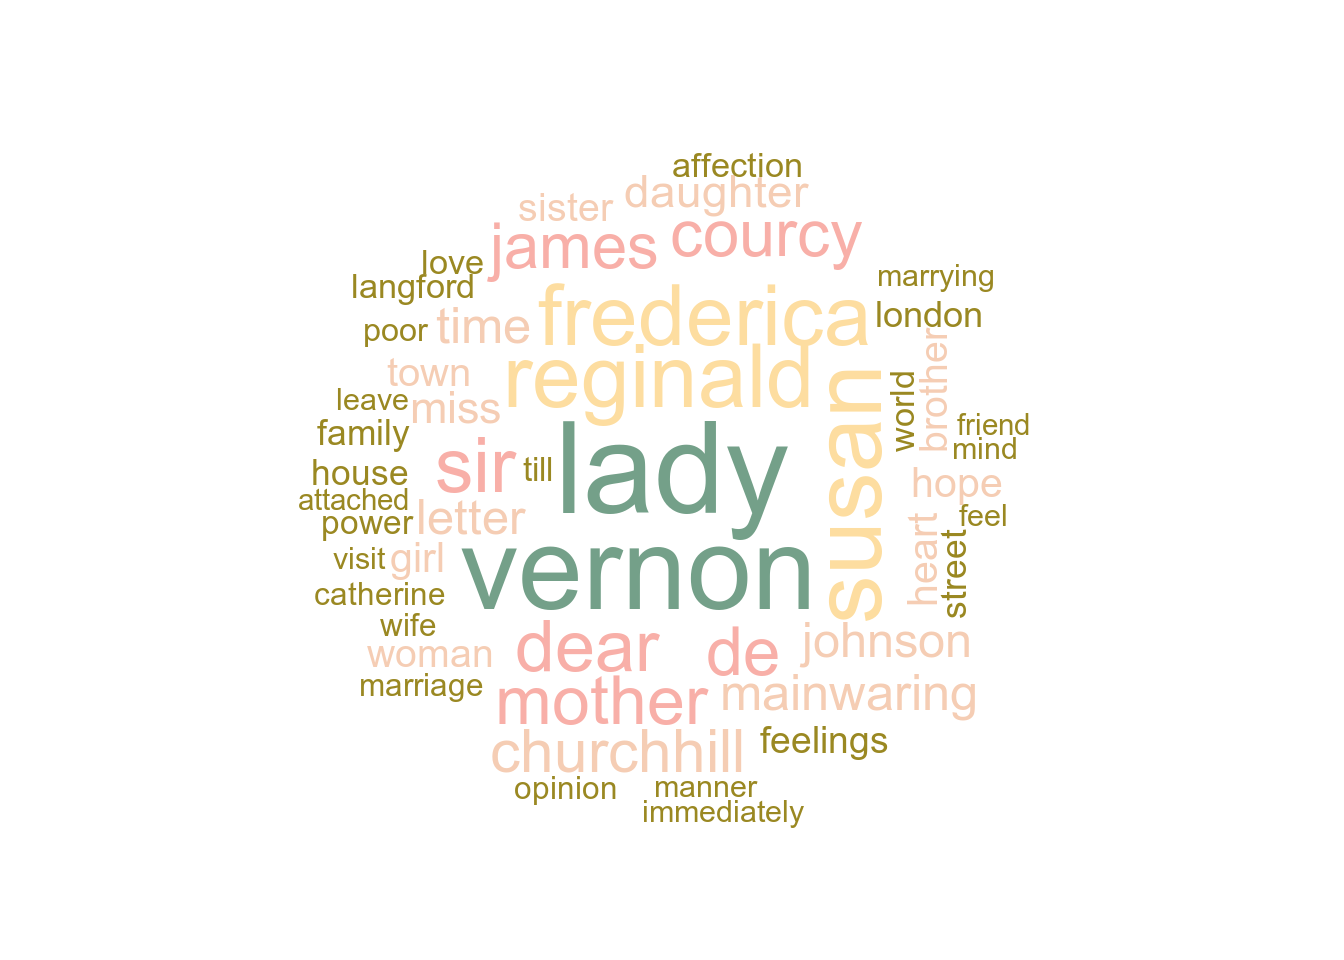 affection
sister daughter
james courcy
love
langford
marrying
poor time frederica london
town reginald
leave miss
family
world brother
friend
mind
house sir till lady susan hope
attached
power letter
feel
visit girl vernon heart street
catherine
wife
woman dear de johnson
marriage mother mainwaring
churchhill feelings
opinion manner
immediately